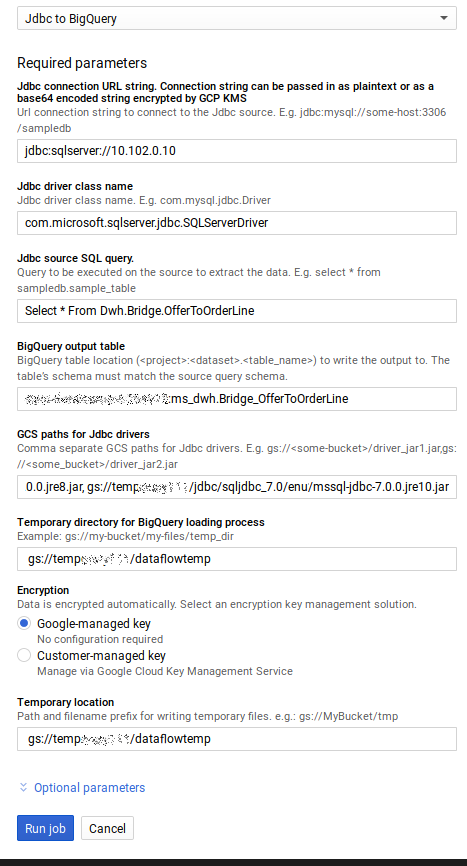 Jdbc to BigQuery
Required parameters
Jdbc connection URL string. Connection string can be passed in as plaintext or as a
base64 encoded string encrypted by GCP KMS
Url connection string to connect to the Jdbc source. E.g. jdbc:mysql://some-host:3306
/sampledb
jdbc:sqlserver://10.102.0.10
Jdbc driver class name
Jdbc driver class name. E.g. com.mysql.jdbc.Driver
com.microsoft.sqlserver.jdbc.SQLServerDriver
Jdbc source SQL query.
Query to be executed on the source to extract the data. E.g. select * from
sampledb.sample_table
Select * From Dwh.Bridge.OfferToOrderLine
BigQuery output table
BigQuery table location (<project>:<dataset>.<table_name>) to write the output to. The
table's schema must match the source query schema.
:ms_dwh.Bridge_OfferToOrderLine
GCS paths for Jdbc drivers
Comma separate GCS paths for Jdbc drivers. E.g. gs://<some-bucket>/driver_jar1.jar,gs:
//<some_bucket>/driver_jar2.jar
0.0.jre8.jar, gs://temp /jdbc/sqljdbc_7.0/enu/mssql-jdbc-7.0.0.jre10.jar
Temporary directory for BigQuery loading process
Example: gs://my-bucket/my-files/temp_dir
gs://temp /dataflowtemp
Encryption
Data is encrypted automatically. Select an encryption key management solution.
Google-managed key
No configuration required
Customer-managed key
Manage via Google Cloud Key Management Service
Temporary location
Path and filename prefix for writing temporary files. e.g.: gs://MyBucket/tmp
gs://temp /dataflowtemp
Optional parameters
Run job Cancel